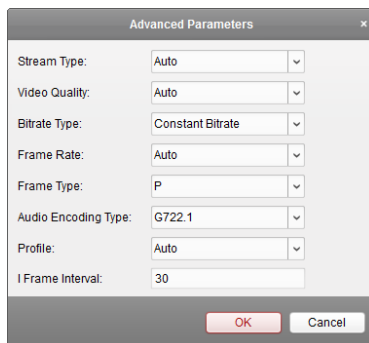 Advanced Parameters ×
Stream Type: Auto
Video Quality: Auto
Bitrate Type: Constant Bitrate
Frame Rate: Auto
Frame Type: P
Audio Encoding Type: G722.1
Profile: Auto
I Frame Interval: 30
OK Cancel